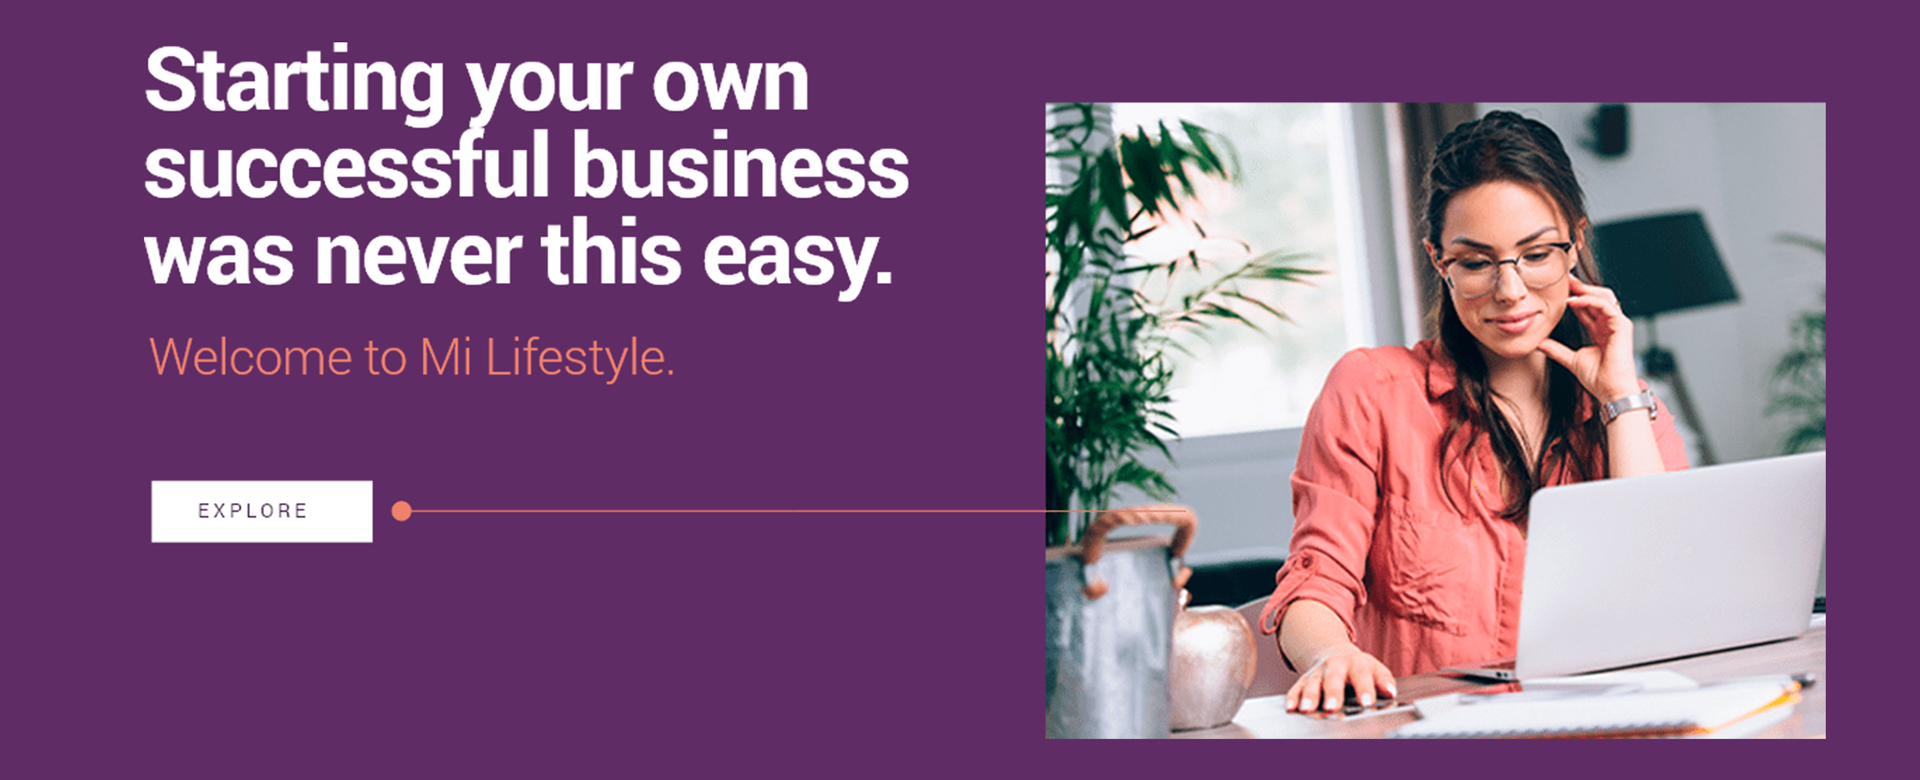 Starting your own
successful business
was never this easy.
Welcome to Mi Lifestyle.
EXPLORE